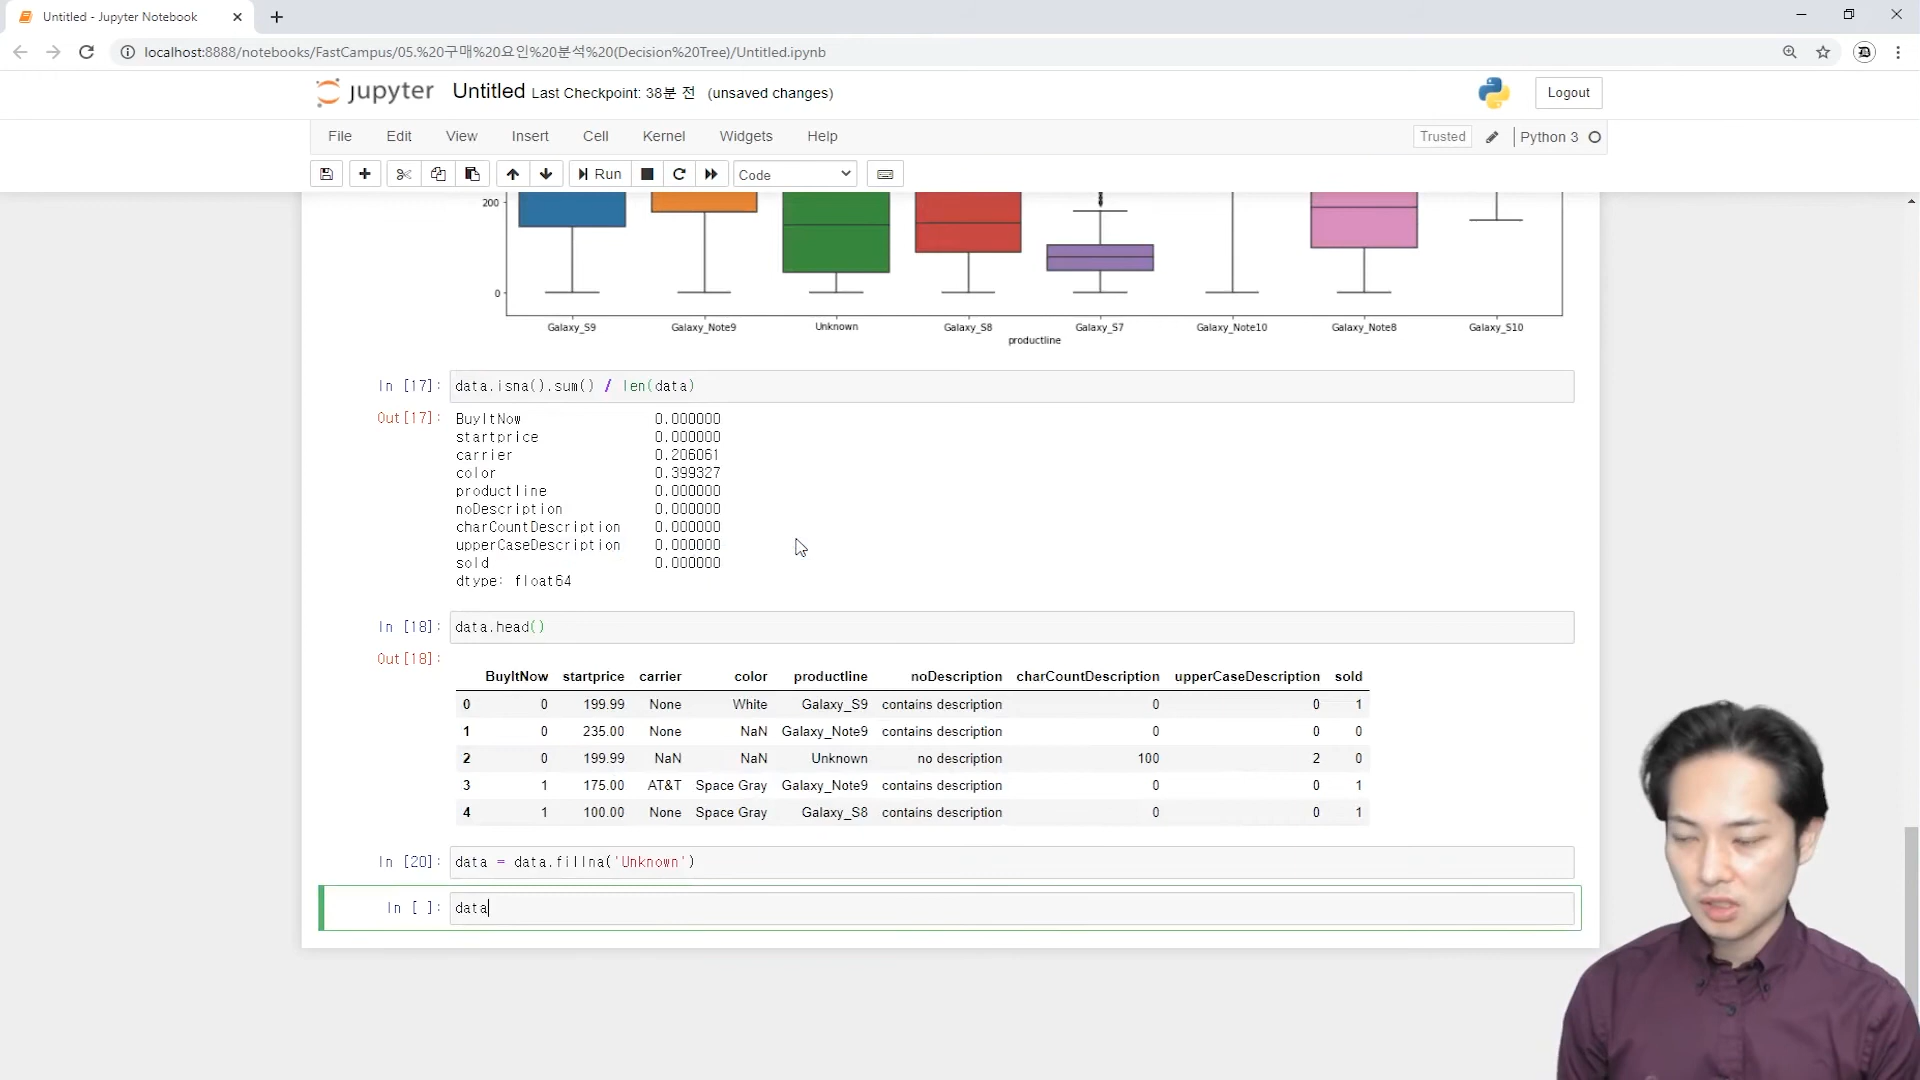 Untitled - Jupyter Notebook
localhost:8888/notebooks/FastCampus/05.%20구매%20요인%20분석%20(Decision%20Tree)/Untitled.ipynb
jupyter Untitled Last Checkpoint: 38분 전 (unsaved changes)
Logout
File Edit View Insert Cell Kernel Widgets Help
Trusted Python 3
Run Code
200
0
Galaxy_S9 Galaxy_Note9 Unknown Galaxy_S8 Galaxy_S7 Galaxy_Note10 Galaxy_Note8 Galaxy_S10
productline
In [17]: data.isna().sum() / len(data)
Out[17]: BuyItNow 0.000000
startprice 0.000000
carrier 0.206061
color 0.399327
productline 0.000000
noDescription 0.000000
charCountDescription 0.000000
upperCaseDescription 0.000000
sold 0.000000
dtype: float64
In [18]: data.head()
Out[18]:
BuyItNow startprice carrier color productline noDescription charCountDescription upperCaseDescription sold
0 0 199.99 None White Galaxy_S9 contains description 0 0 1
1 0 235.00 None NaN Galaxy_Note9 contains description 0 0 0
2 0 199.99 NaN NaN Unknown no description 100 2 0
3 1 175.00 AT&T Space Gray Galaxy_Note9 contains description 0 0 1
4 1 100.00 None Space Gray Galaxy_S8 contains description 0 0 1
In [20]: data = data.fillna('Unknown')
In [ ]: data